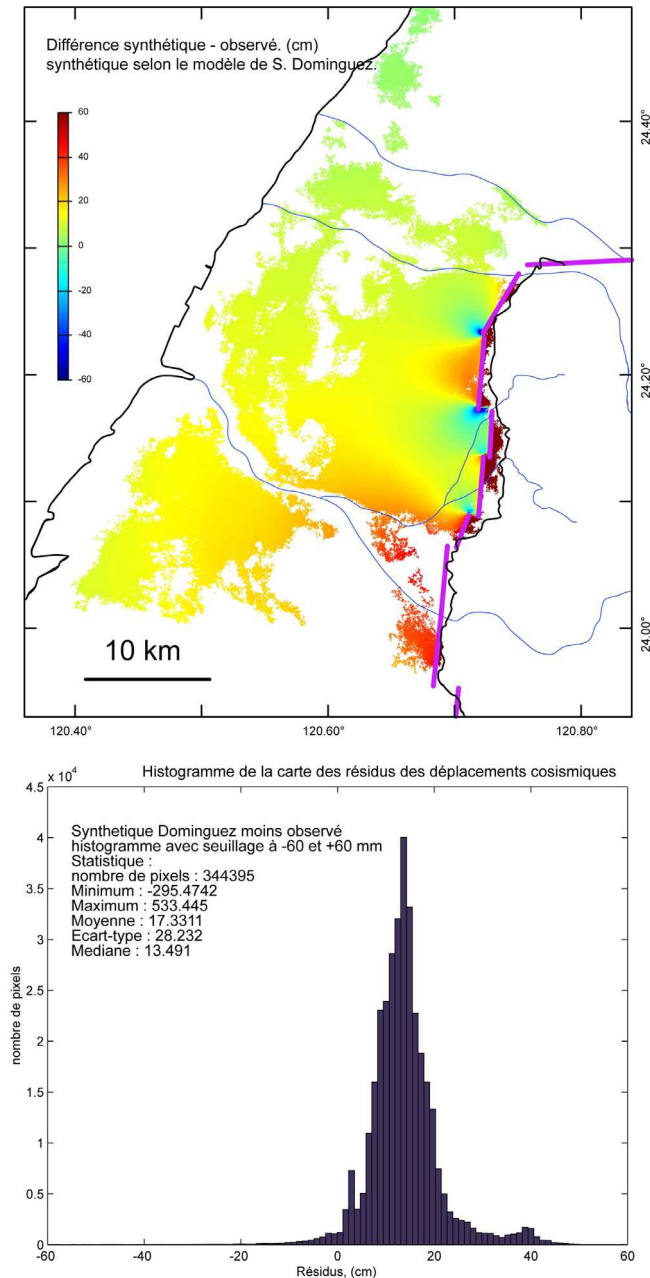 Différence synthétique - observé. (cm)
synthétique selon le modèle de S. Dominguez.
60
40
20
0
-20
-40
-60
24.40°
24.20°
24.00°
10 km
120.40°
120.60°
120.80°
Histogramme de la carte des résidus des déplacements cosismiques
x 10⁴
4.5
4
3.5
3
2.5
2
1.5
1
0.5
0
nombre de pixels
Synthetique Dominguez moins observé
histogramme avec seuillage à -60 et +60 mm
Statistique :
nombre de pixels : 344395
Minimum : -295.4742
Maximum : 533.445
Moyenne : 17.3311
Ecart-type : 28.232
Mediane : 13.491
-60
-40
-20
0
20
40
60
Résidus, (cm)